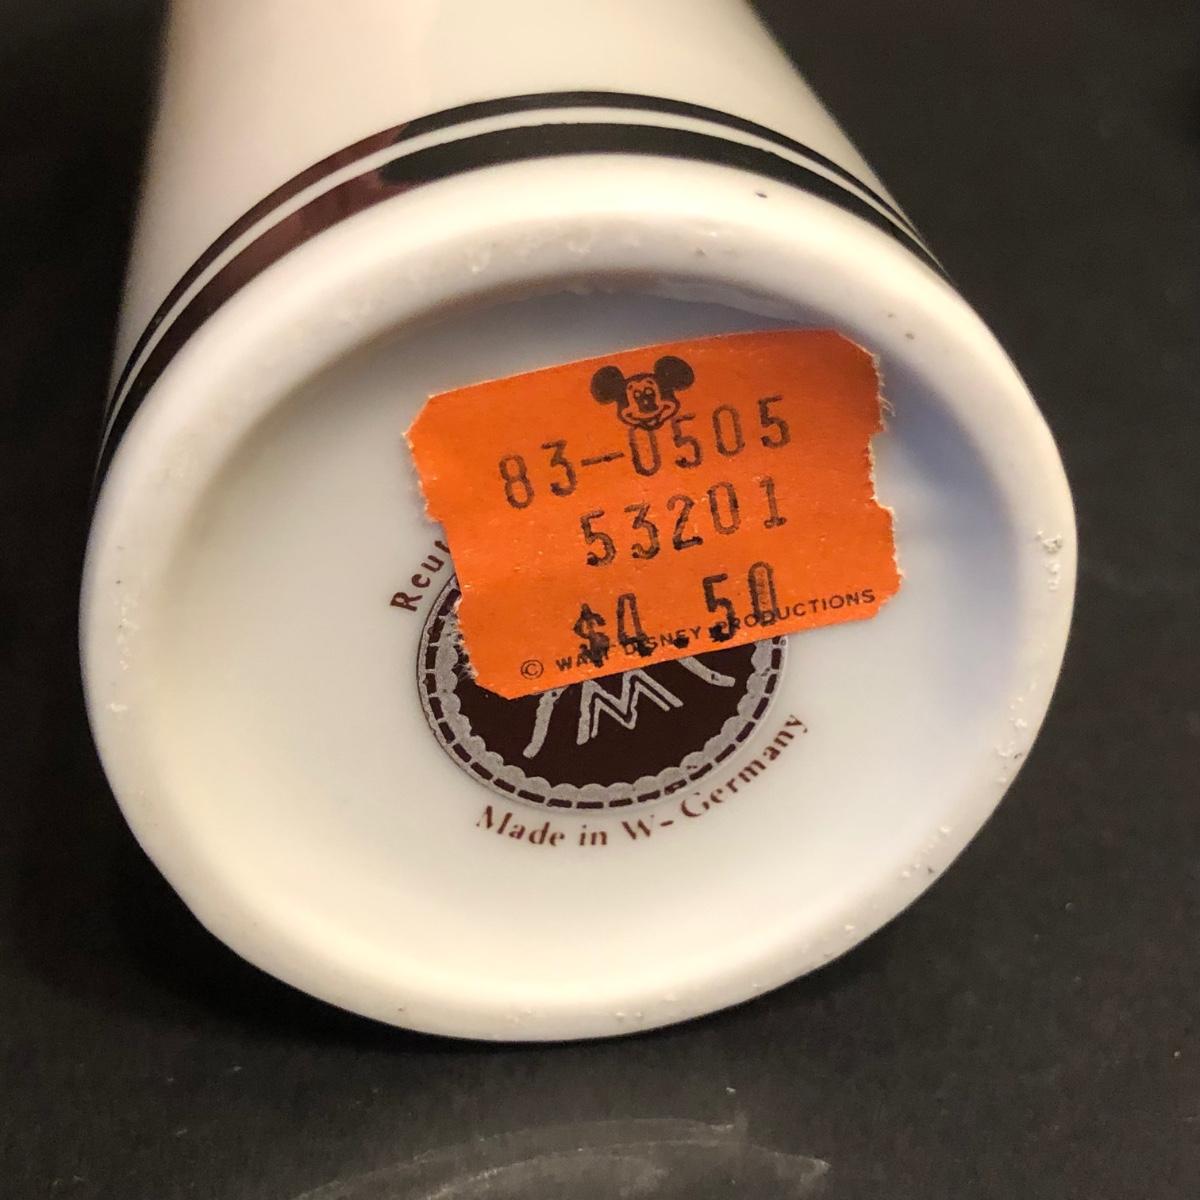 83-0505
53201
$4.50
© WALT DISNEY PRODUCTIONS
Made in W-Germany